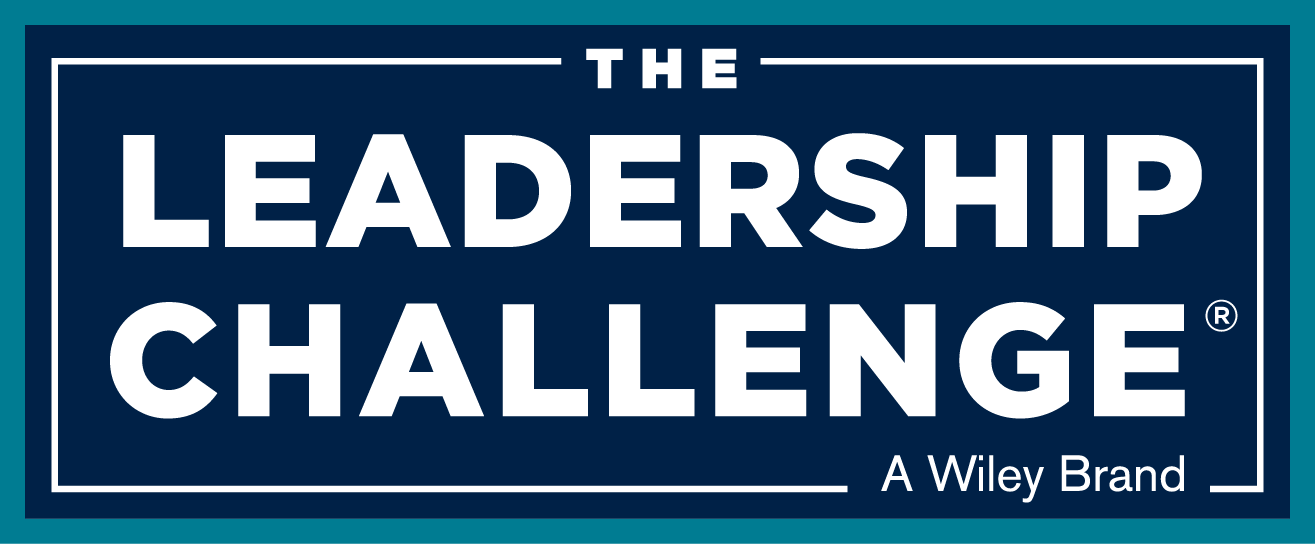 THE
LEADERSHIP
CHALLENGE®
A Wiley Brand